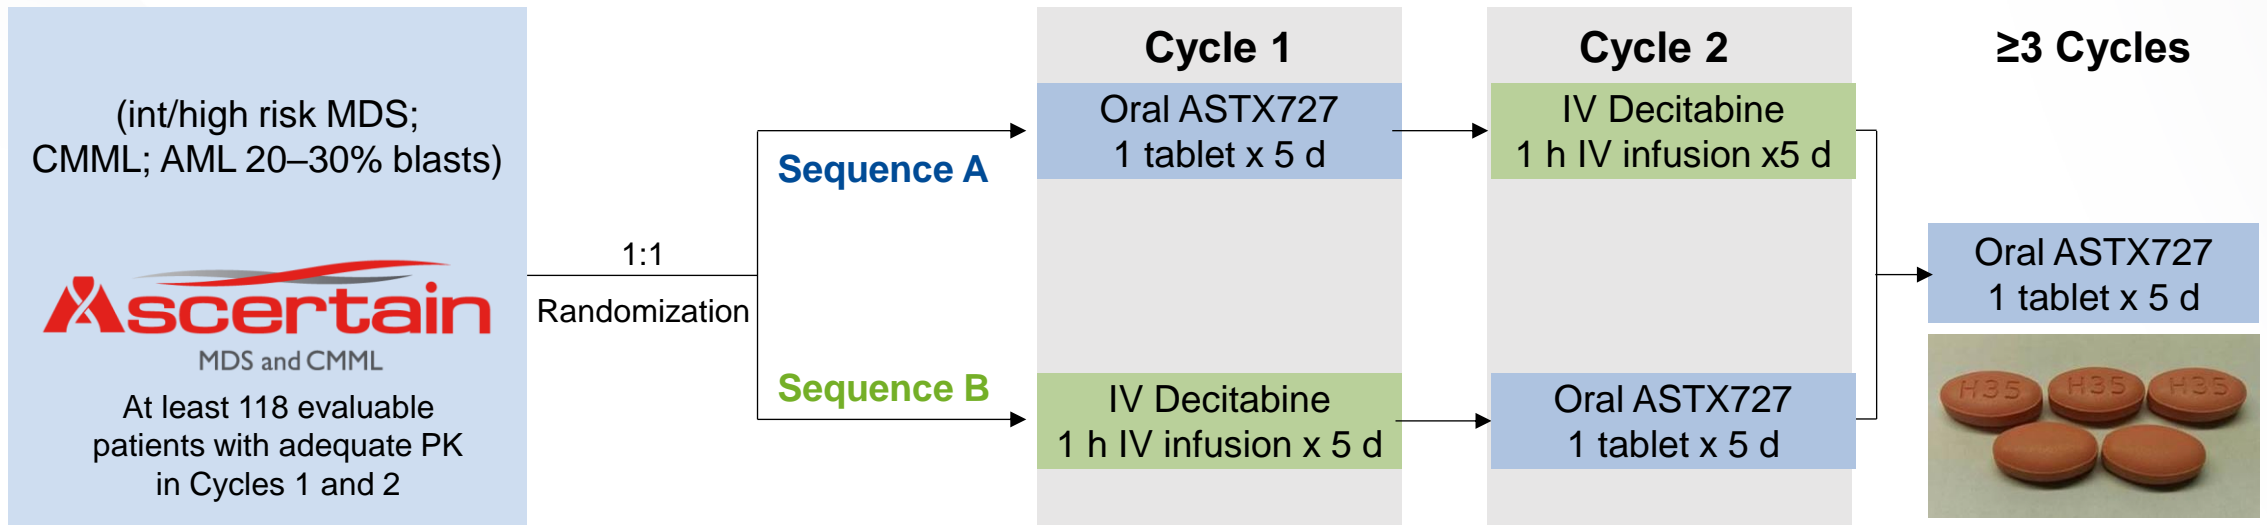 (int/high risk MDS;
CMML; AML 20–30% blasts)
Ascertain
MDS and CMML
At least 118 evaluable
patients with adequate PK
in Cycles 1 and 2
1:1
Randomization
Sequence A
Sequence B
Cycle 1
Oral ASTX727
1 tablet x 5 d
IV Decitabine
1 h IV infusion x 5 d
Cycle 2
IV Decitabine
1 h IV infusion x5 d
Oral ASTX727
1 tablet x 5 d
≥3 Cycles
Oral ASTX727
1 tablet x 5 d
H35 H35 H35